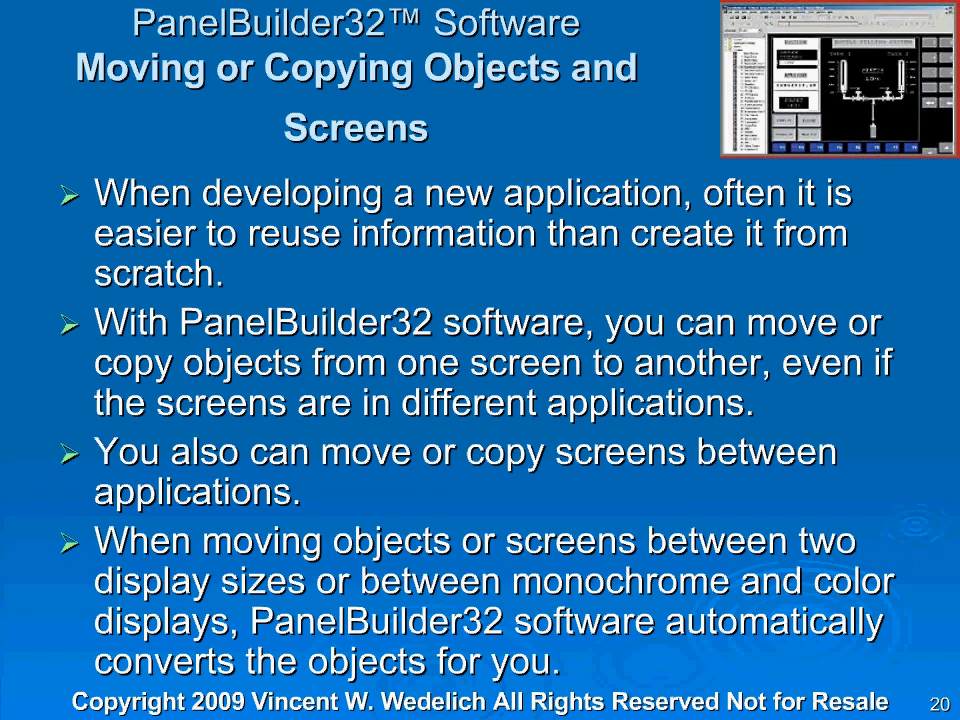 PanelBuilder32™ Software
Moving or Copying Objects and
Screens
When developing a new application, often it is
easier to reuse information than create it from
scratch.
With PanelBuilder32 software, you can move or
copy objects from one screen to another, even if
the screens are in different applications.
You also can move or copy screens between
applications.
When moving objects or screens between two
display sizes or between monochrome and color
displays, PanelBuilder32 software automatically
converts the objects for you.
Copyright 2009 Vincent W. Wedelich All Rights Reserved Not for Resale
20